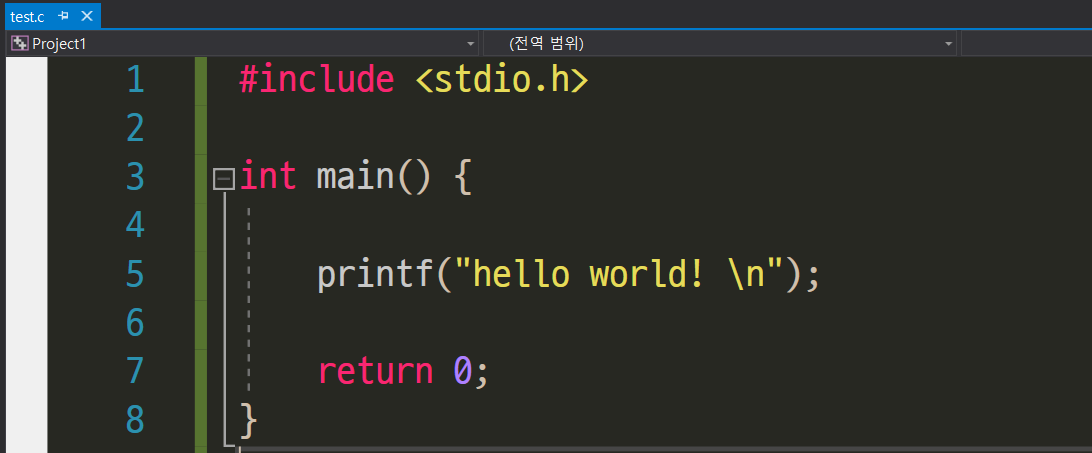 test.c
Project1 (전역 범위)
1 #include <stdio.h>
2
3 int main() {
4
5 printf("hello world! \n");
6
7 return 0;
8 }